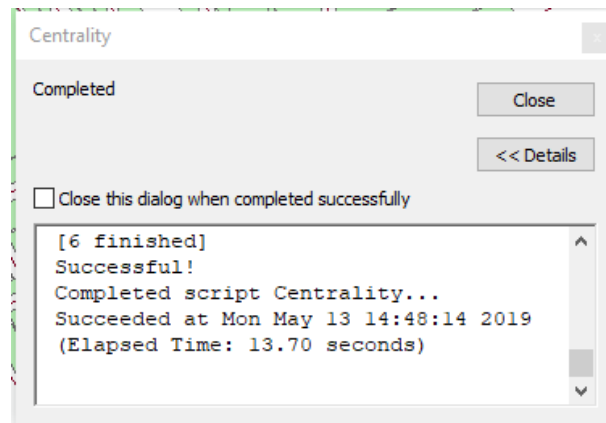 Centrality
Completed
Close
<< Details
Close this dialog when completed successfully
[6 finished]
Successful!
Completed script Centrality...
Succeeded at Mon May 13 14:48:14 2019
(Elapsed Time: 13.70 seconds)